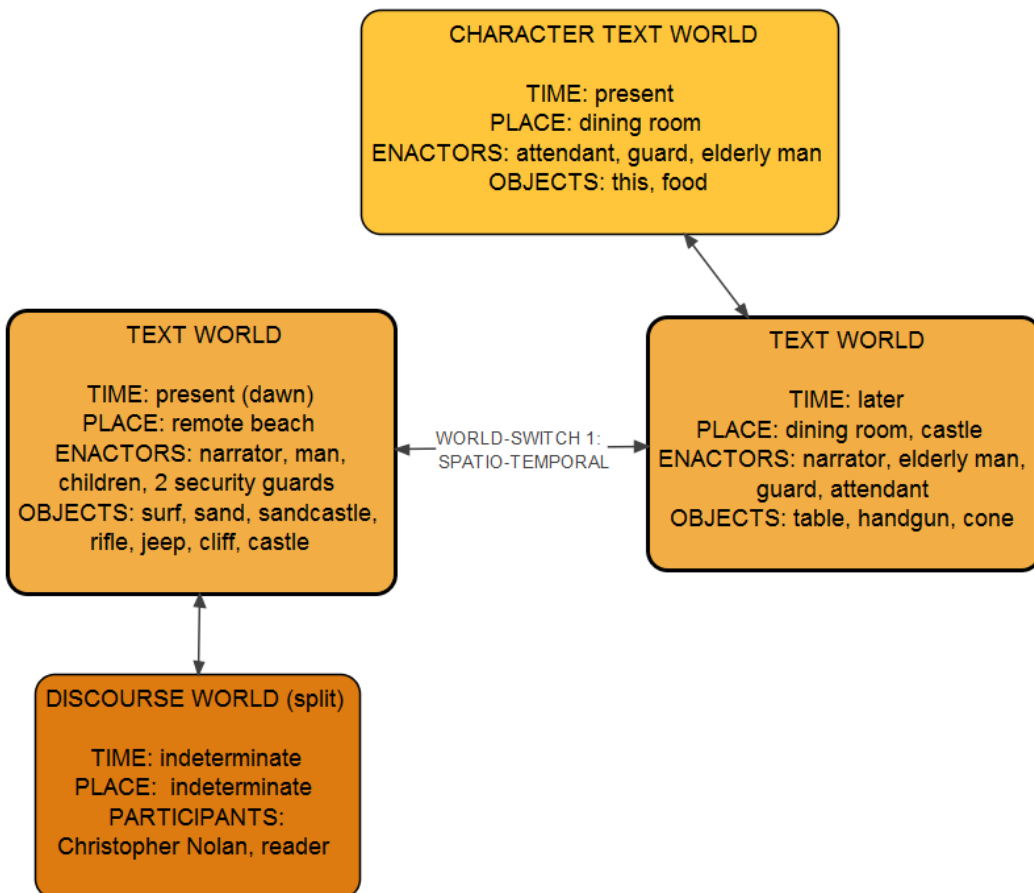 CHARACTER TEXT WORLD
TIME: present
PLACE: dining room
ENACTORS: attendant, guard, elderly man
OBJECTS: this, food
TEXT WORLD
TIME: present (dawn)
PLACE: remote beach
ENACTORS: narrator, man,
children, 2 security guards
OBJECTS: surf, sand, sandcastle,
rifle, jeep, cliff, castle
WORLD-SWITCH 1:
SPATIO-TEMPORAL
TEXT WORLD
TIME: later
PLACE: dining room, castle
ENACTORS: narrator, elderly man,
guard, attendant
OBJECTS: table, handgun, cone
DISCOURSE WORLD (split)
TIME: indeterminate
PLACE: indeterminate
PARTICIPANTS:
Christopher Nolan, reader